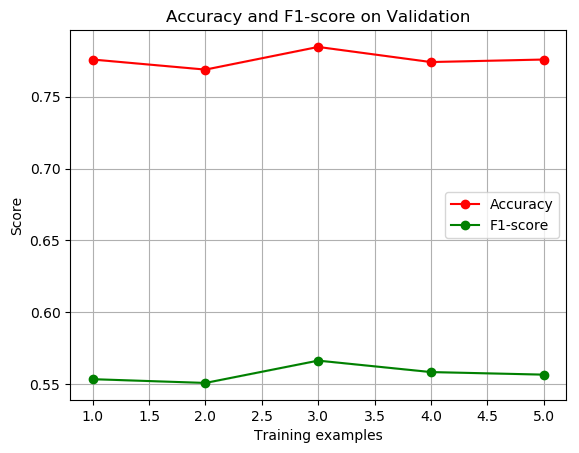 Accuracy and F1-score on Validation
Score
0.75
0.70
0.65
0.60
0.55
Accuracy
F1-score
1.0 1.5 2.0 2.5 3.0 3.5 4.0 4.5 5.0
Training examples